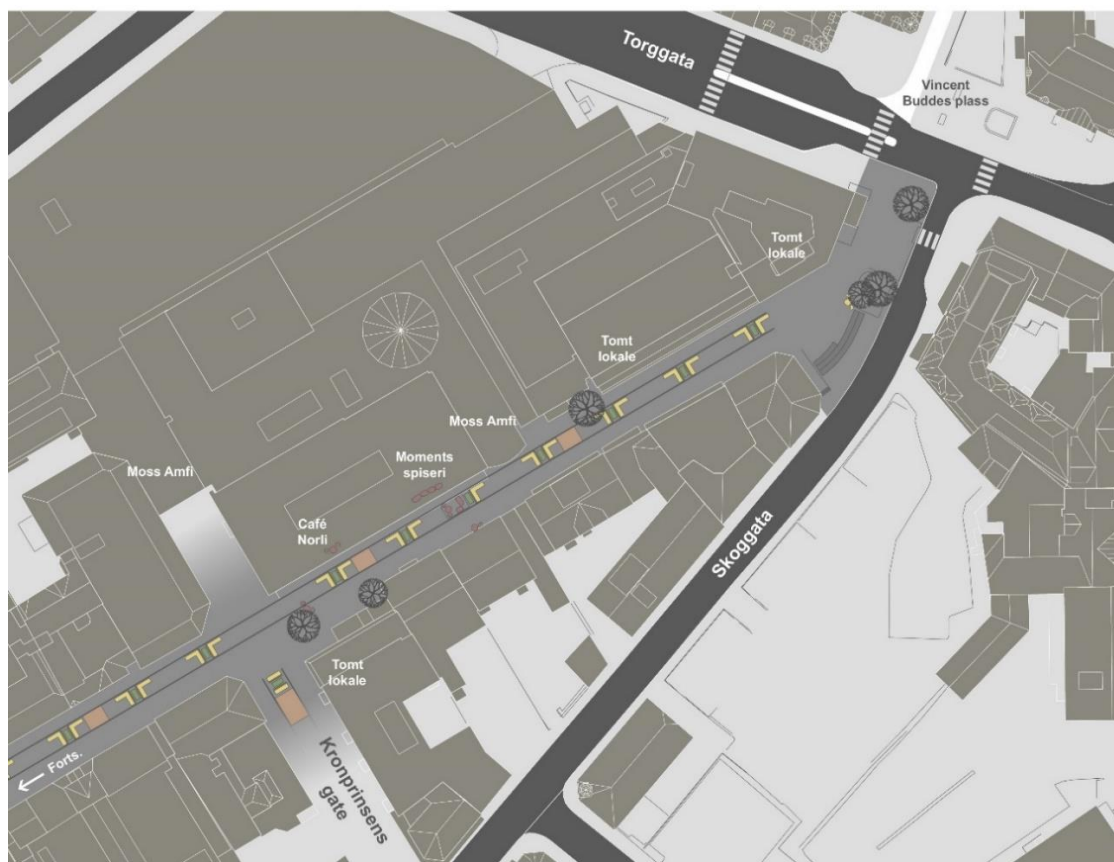 Torggata
Vincent
Buddes plass
Tomt
lokale
Tomt
lokale
Moss Amfi
Moments
spiseri
Moss Amfi
Café
Norli
Skoggata
Tomt
lokale
Forts.
Kronprinsens
gate